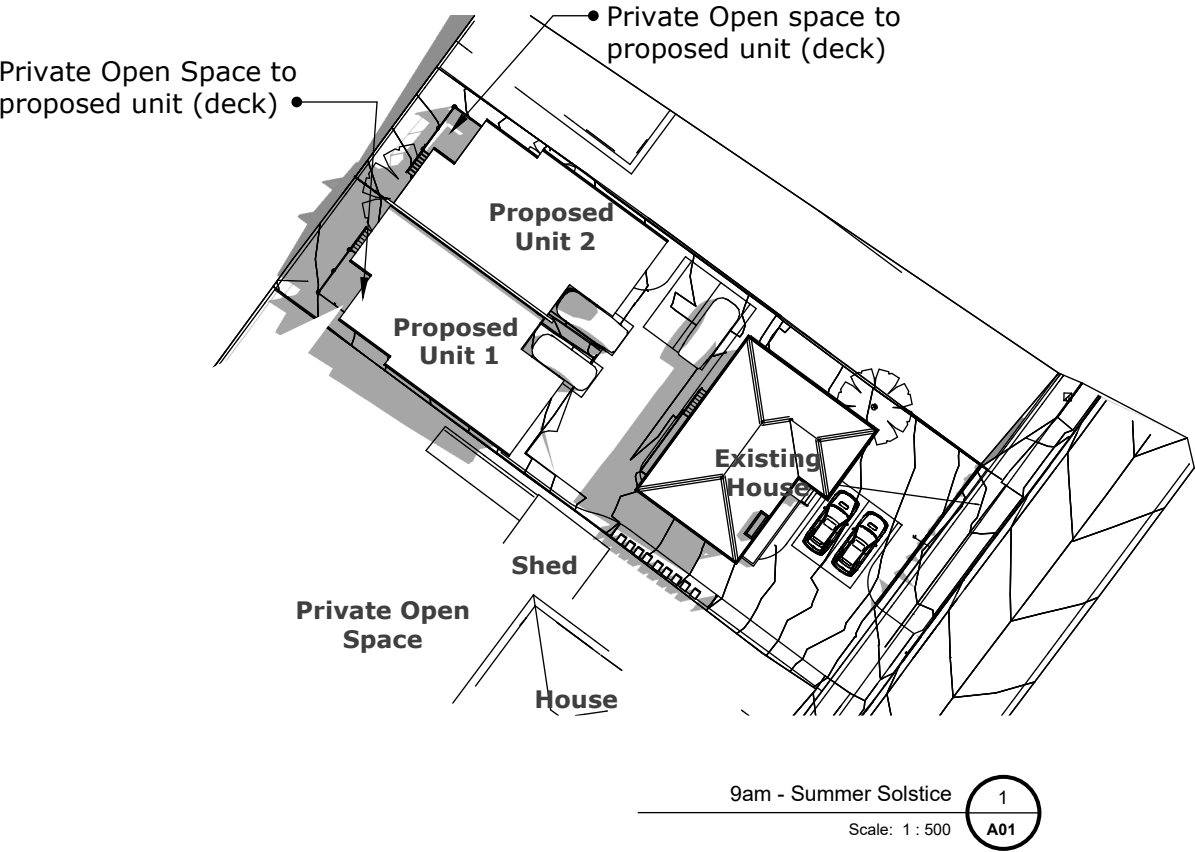 Private Open space to
proposed unit (deck)
Private Open Space to
proposed unit (deck)
Proposed
Unit 2
Proposed
Unit 1
Existing
House
Shed
Private Open
Space
House
9am - Summer Solstice
1
Scale: 1 : 500
A01